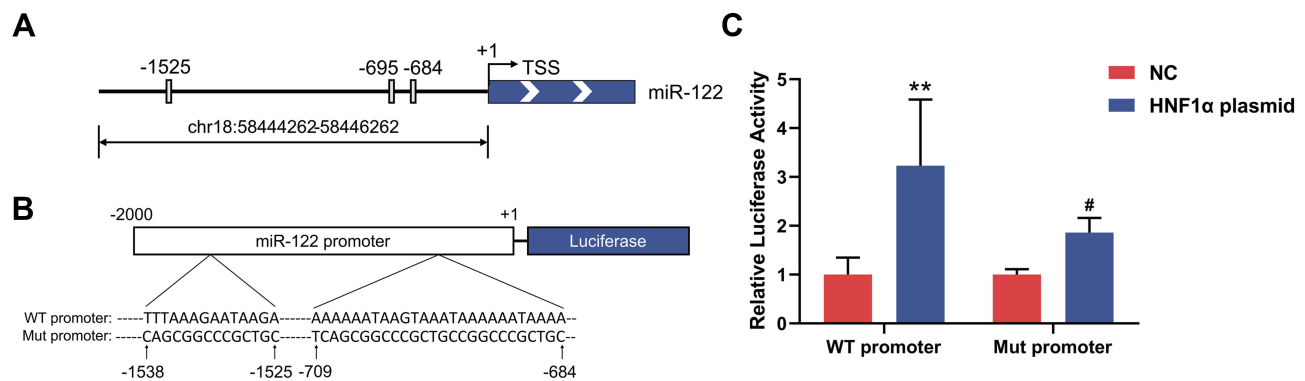 A
-1525
-695
-684
+1
TSS
miR-122
chr18:58444262-58446262
B
-2000
+1
miR-122 promoter
Luciferase
WT promoter: -----TTTAAAGAATAAGA------AAAAAATAAGTAAATAAAAAATAAAA--
Mut promoter: -----CAGCGGCCCGCTGC------TCAGCGGCCCGCTGCCGGCCCGCTGC--
-1538
-1525
-709
-684
C
NC
HNF1α plasmid
Relative Luciferase Activity
5
4
3
2
1
0
**
#
WT promoter
Mut promoter